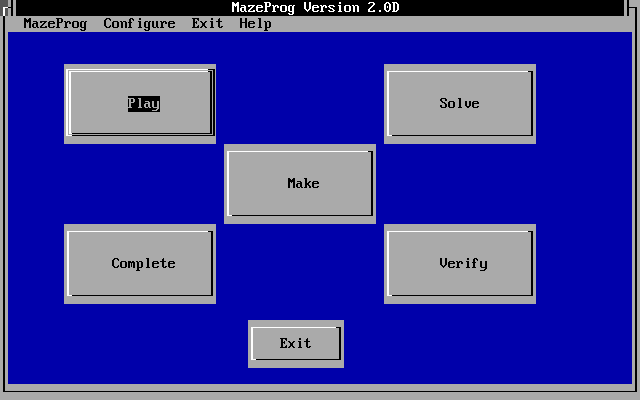 MazeProg Version 2.0D
MazeProg Configure Exit Help
Play Solve
Make
Complete Verify
Exit